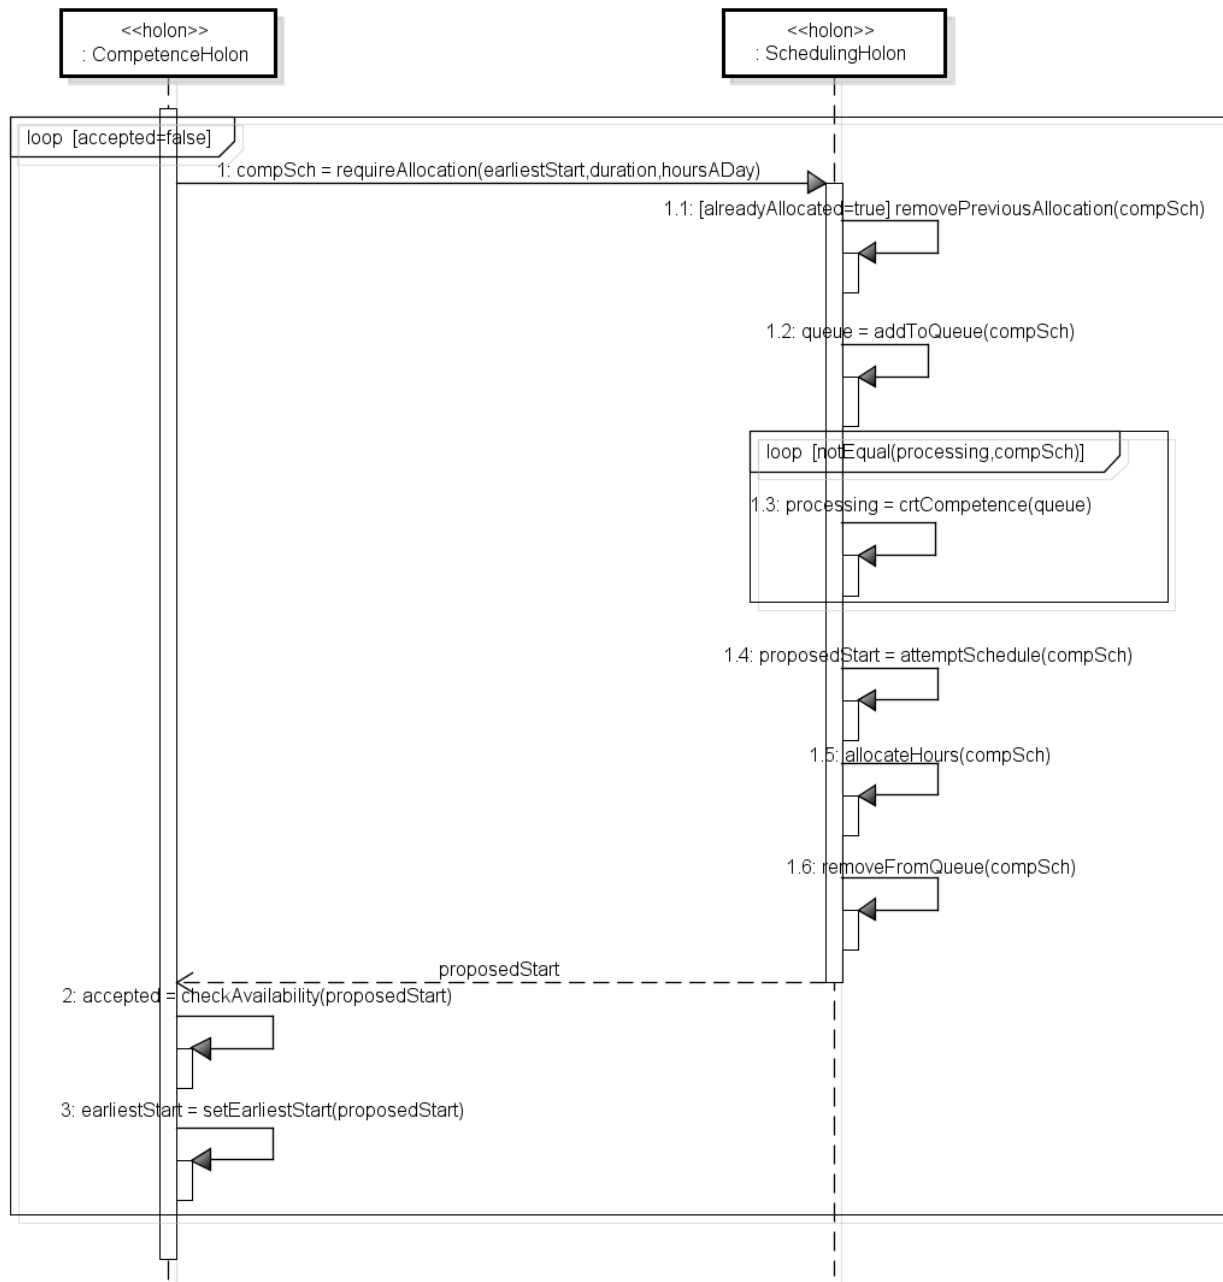 <<holon>>
: CompetenceHolon
<<holon>>
: SchedulingHolon
loop [accepted=false]
1: compSch = requireAllocation(earliestStart,duration,hoursADay)
1.1: [alreadyAllocated=true] removePreviousAllocation(compSch)
1.2: queue = addToQueue(compSch)
loop [notEqual(processing,compSch)]
1.3: processing = crtCompetence(queue)
1.4: proposedStart = attemptSchedule(compSch)
1.5: allocateHours(compSch)
1.6: removeFromQueue(compSch)
proposedStart
2: accepted = checkAvailability(proposedStart)
3: earliestStart = setEarliestStart(proposedStart)